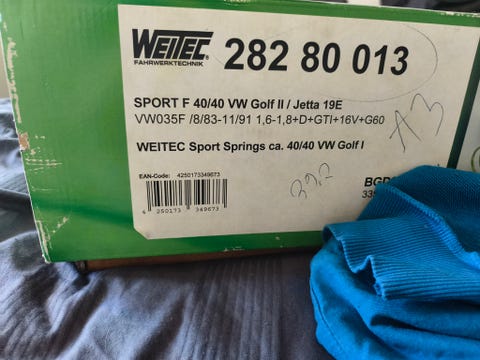 WEITEC®
FAHRWERKTECHNIK
282 80 013
SPORT F 40/40 VW Golf II / Jetta 19E
VW035F /8/83-11/91 1,6-1,8+D+GTI+16V+G60
WEITEC Sport Springs ca. 40/40 VW Golf I
A3
EAN-Code: 4250173349673
4 250173 349673
29,2